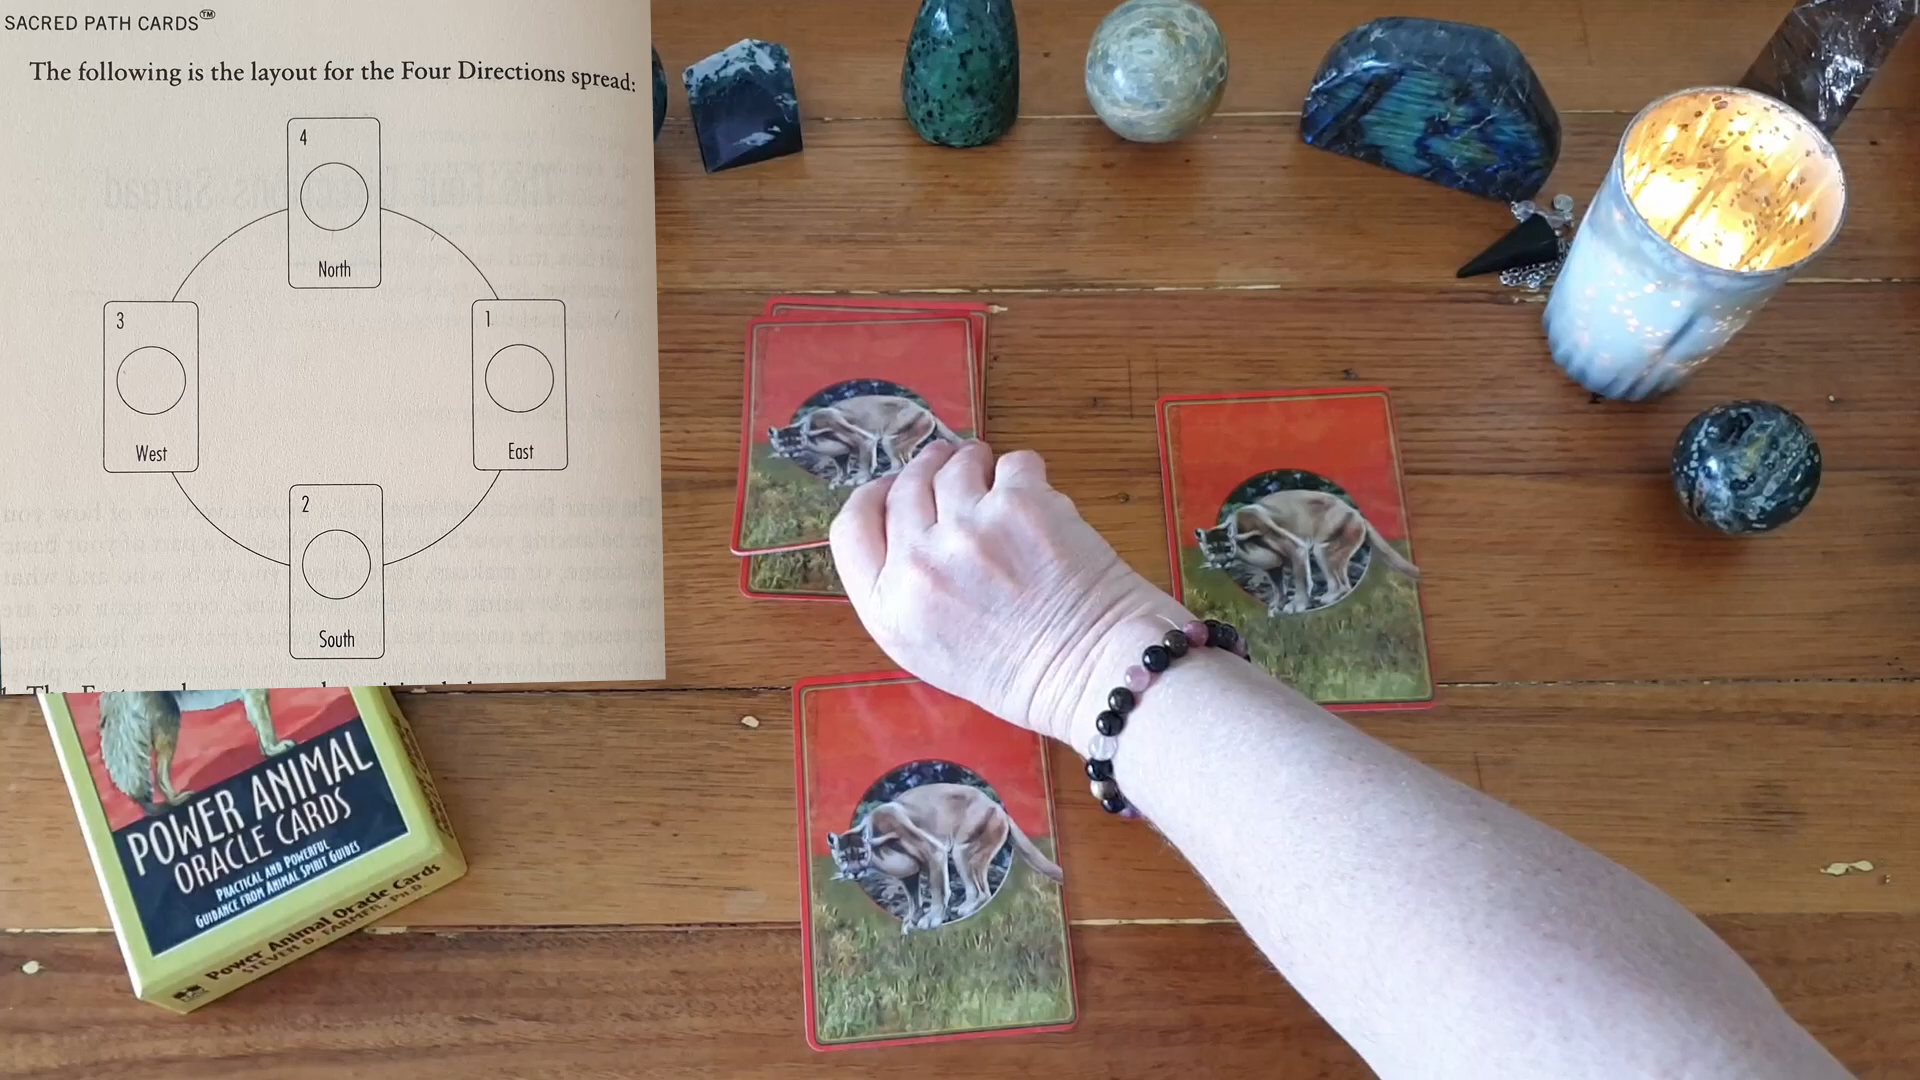 SACRED PATH CARDS™
The following is the layout for the Four Directions spread:
4
North
3
West
1
East
2
South
POWER ANIMAL
ORACLE CARDS
PRACTICAL AND POWERFUL
GUIDANCE FROM ANIMAL SPIRIT GUIDES
Power Animal Oracle Cards
STEVEN D. FARMER, PH.D.